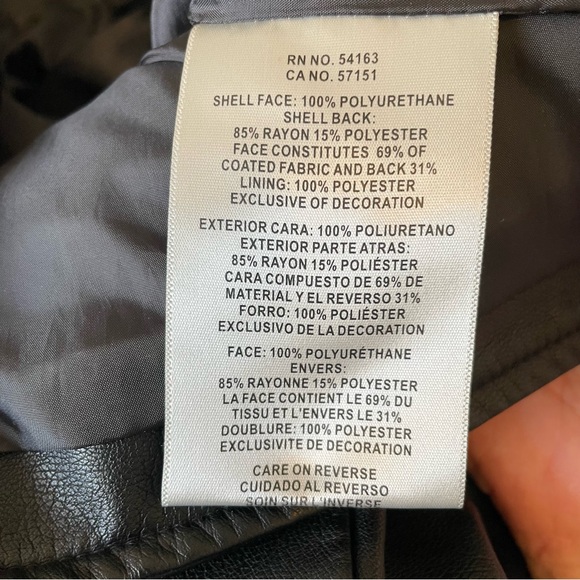 RN NO. 54163
CA NO. 57151
SHELL FACE: 100% POLYURETHANE
SHELL BACK:
85% RAYON 15% POLYESTER
FACE CONSTITUTES 69% OF
COATED FABRIC AND BACK 31%
LINING: 100% POLYESTER
EXCLUSIVE OF DECORATION
EXTERIOR CARA: 100% POLIURETANO
EXTERIOR PARTE ATRAS:
85% RAYON 15% POLIÉSTER
CARA COMPUESTO DE 69% DE
MATERIAL Y EL REVERSO 31%
FORRO: 100% POLIÉSTER
EXCLUSIVO DE LA DECORATION
FACE: 100% POLYURÉTHANE
ENVERS:
85% RAYONNE 15% POLYESTER
LA FACE CONTIENT LE 69% DU
TISSU ET L'ENVERS LE 31%
DOUBLURE: 100% POLYESTER
EXCLUSIVITE DE DECORATION
CARE ON REVERSE
CUIDADO AL REVERSO
SOIN SUR L'INVERSE